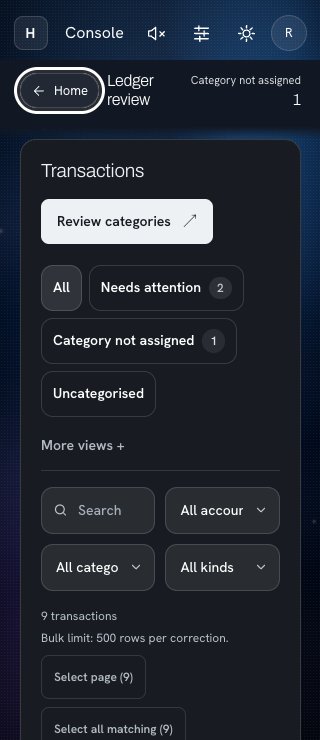 H Console R
Home
Ledger review
Category not assigned
1
Transactions
Review categories
All
Needs attention 2
Category not assigned 1
Uncategorised
More views +
Search
All accour
All catego
All kinds
9 transactions
Bulk limit: 500 rows per correction.
Select page (9)
Select all matching (9)